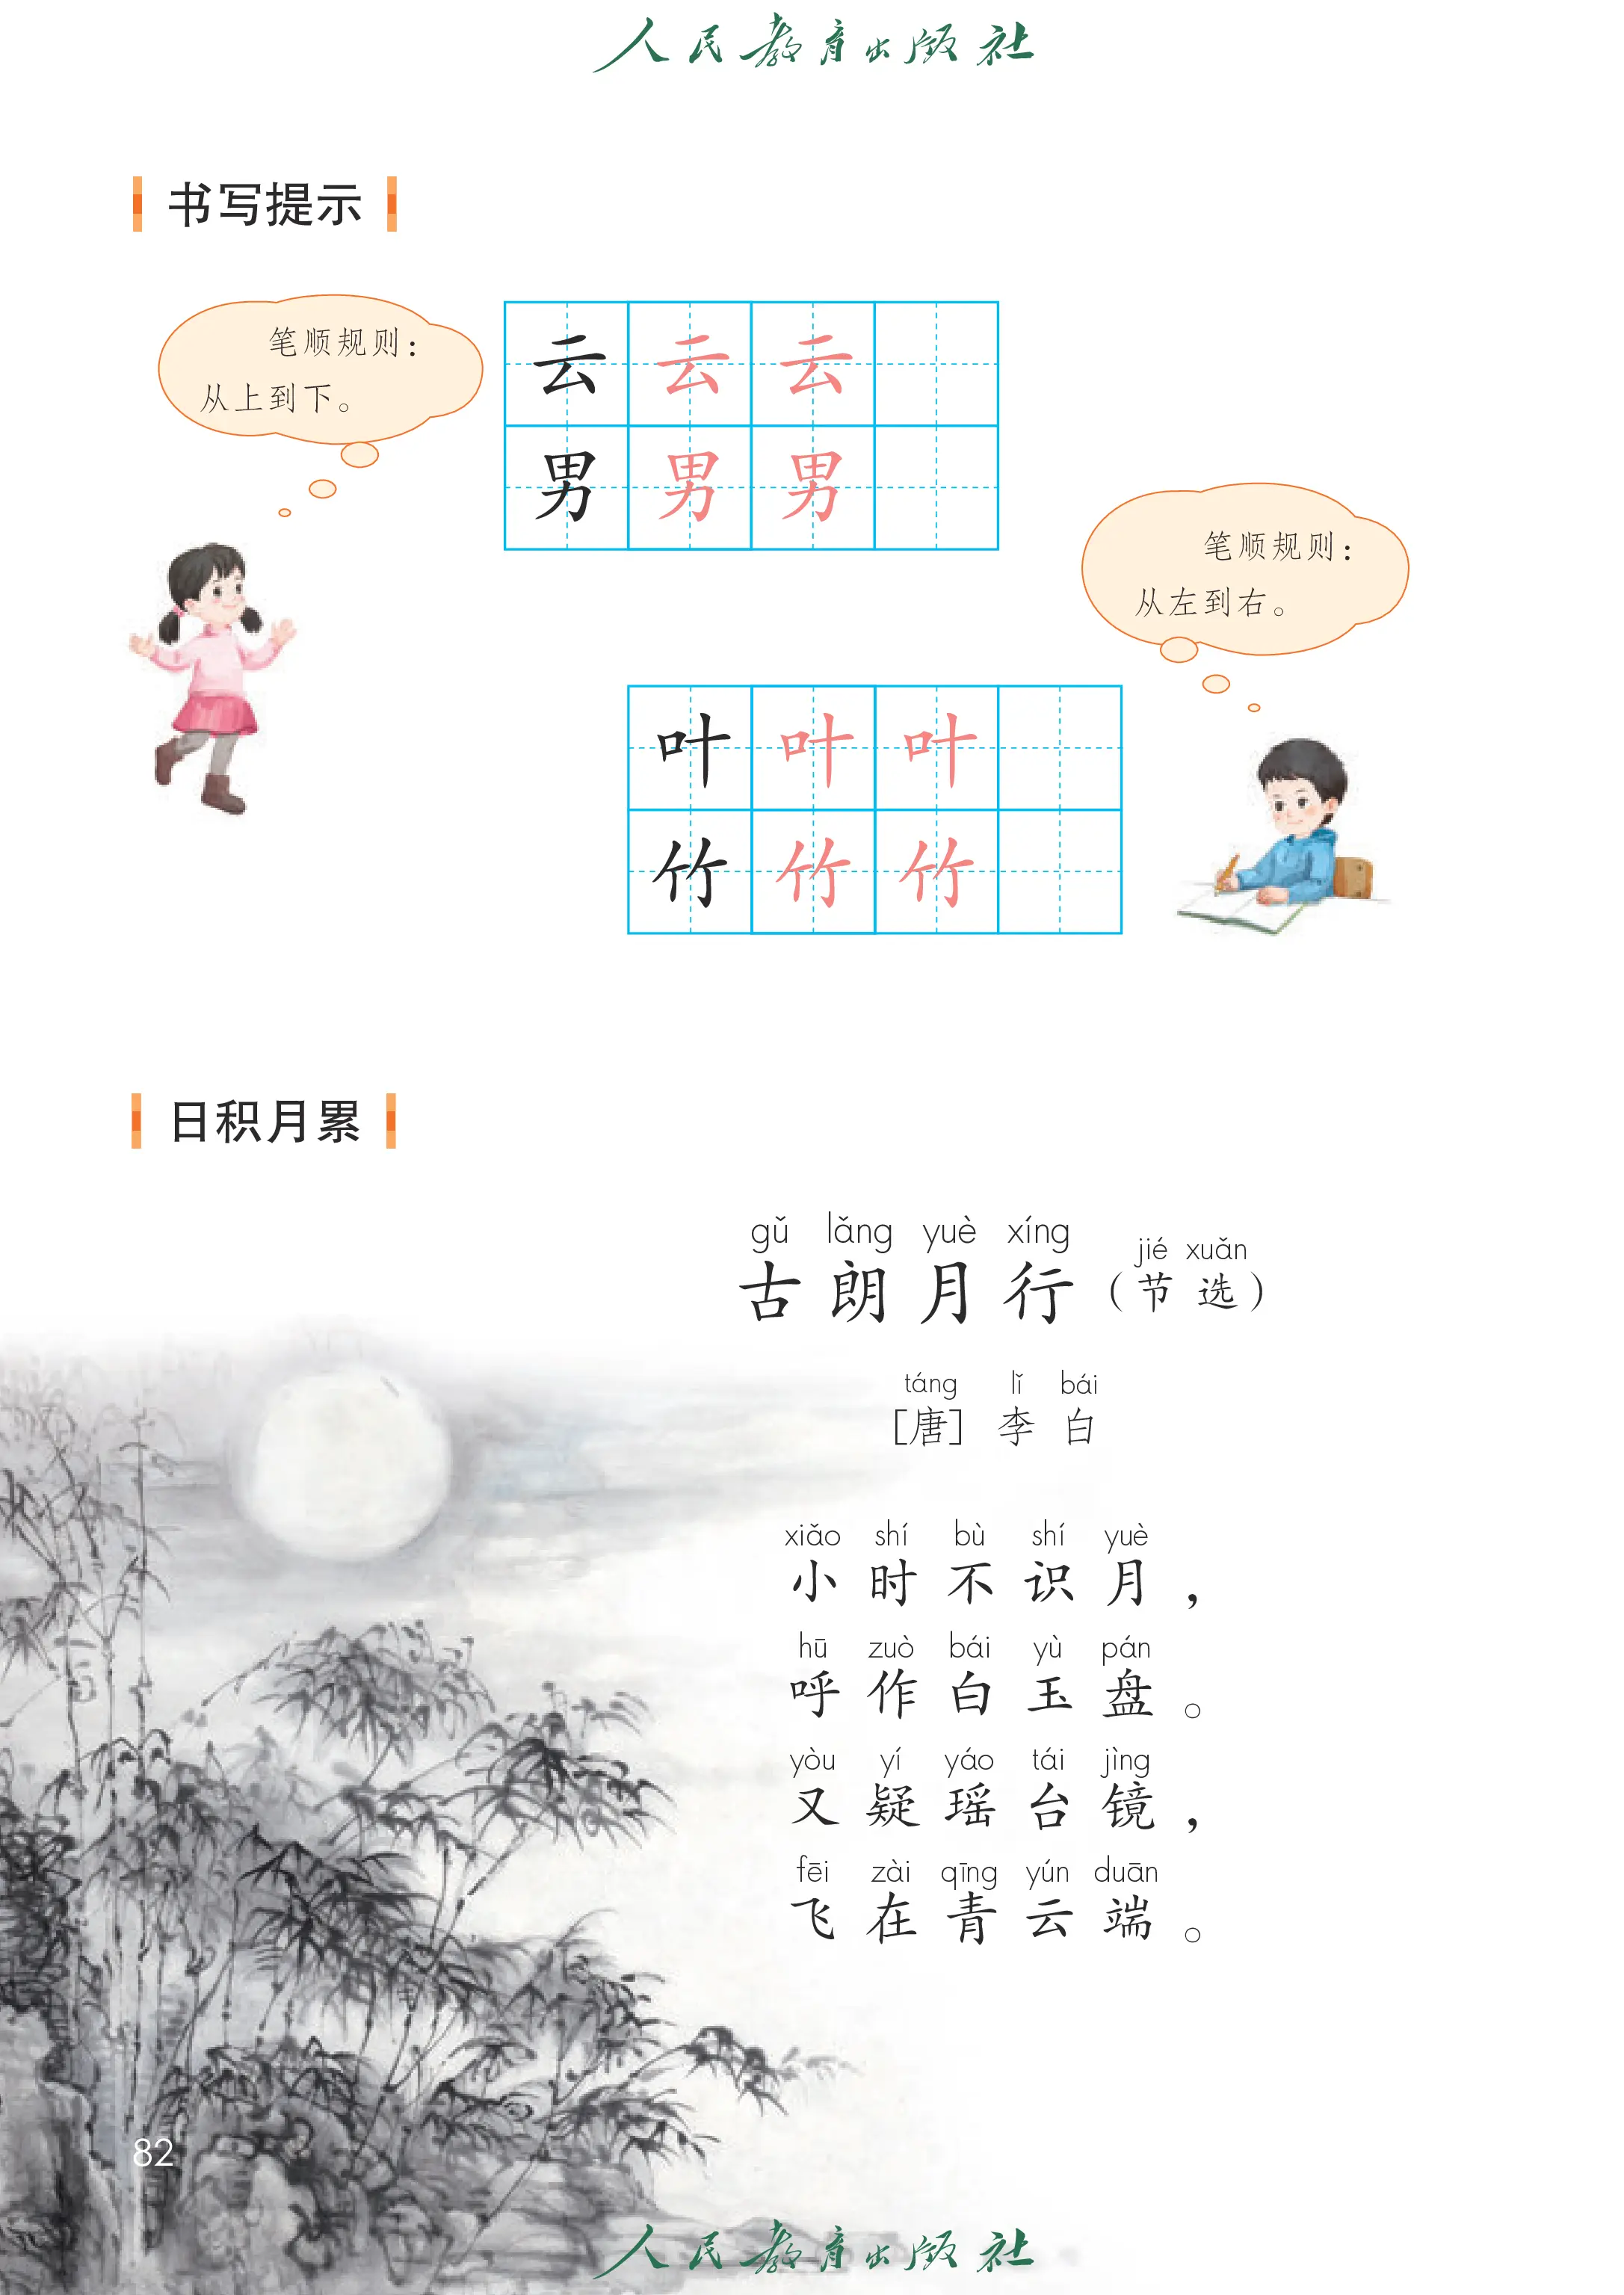 人民教育出版社
书写提示
笔顺规则：
从上到下。
云 云 云
男 男 男
笔顺规则：
从左到右。
叶 叶 叶
竹 竹 竹
日积月累
gǔ lǎng yuè xíng jié xuǎn
古朗月行（节选）
táng lǐ bái
[唐] 李白
xiǎo shí bù shí yuè
小时不识月，
hū zuò bái yù pán
呼作白玉盘。
yòu yí yáo tái jìng
又疑瑶台镜，
fēi zài qīng yún duān
飞在青云端。
82
人民教育出版社